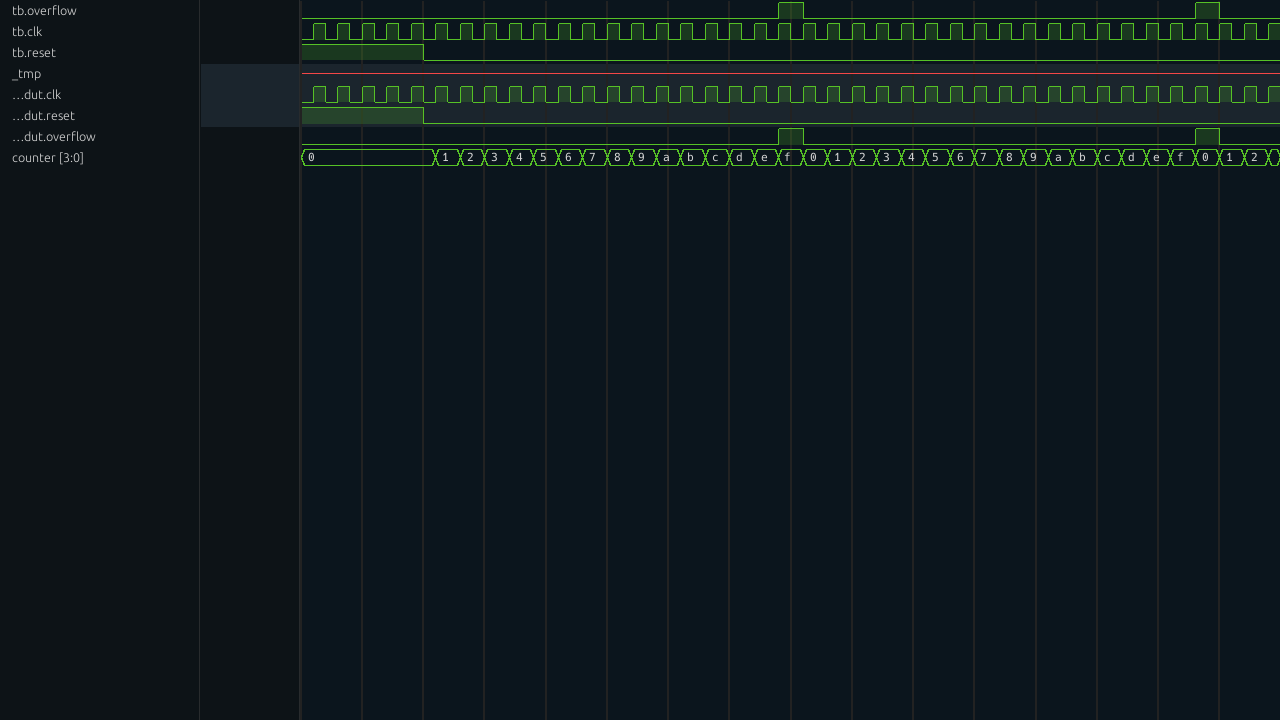 tb.overflow
tb.clk
tb.reset
_tmp
…dut.clk
…dut.reset
…dut.overflow
counter [3:0] 0 1 2 3 4 5 6 7 8 9 a b c d e f 0 1 2 3 4 5 6 7 8 9 a b c d e f 0 1 2